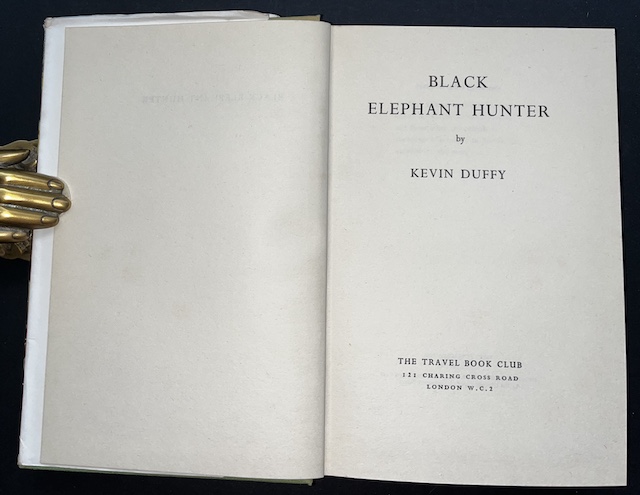 BLACK
ELEPHANT HUNTER
by
KEVIN DUFFY
THE TRAVEL BOOK CLUB
121 CHARING CROSS ROAD
LONDON W.C.2